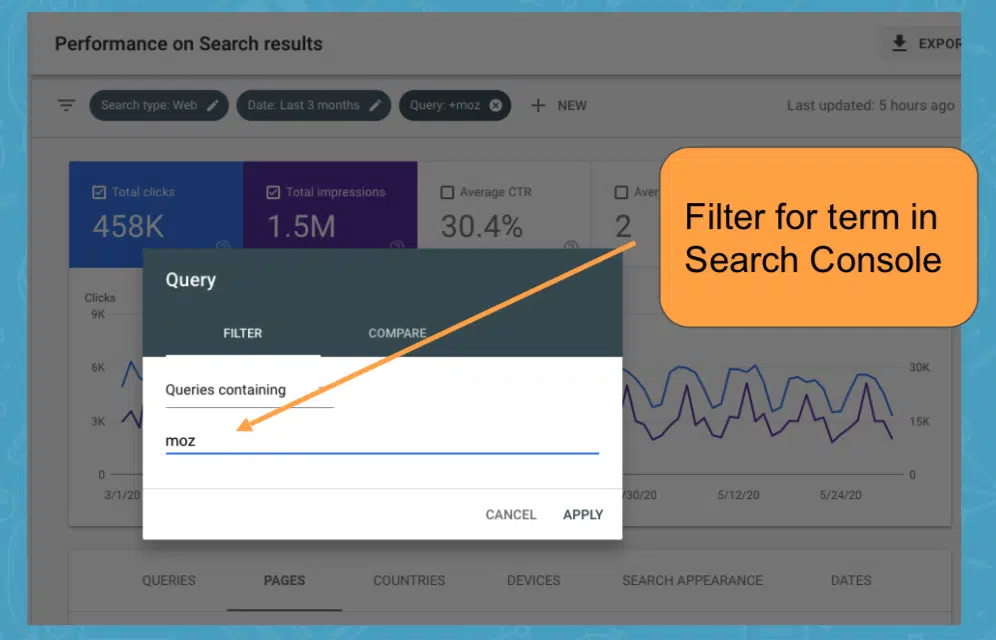 Performance on Search results
EXPOR
Search type: Web
Date: Last 3 months
Query: +moz
NEW
Last updated: 5 hours ago
Total clicks
458K
Total impressions
1.5M
Average CTR
30.4%
Aver
2
Filter for term in
Search Console
Query
FILTER
COMPARE
Queries containing
moz
CANCEL
APPLY
Clicks
9K
6K
3K
0
30K
15K
0
3/1/20
/30/20
5/12/20
5/24/20
QUERIES
PAGES
COUNTRIES
DEVICES
SEARCH APPEARANCE
DATES